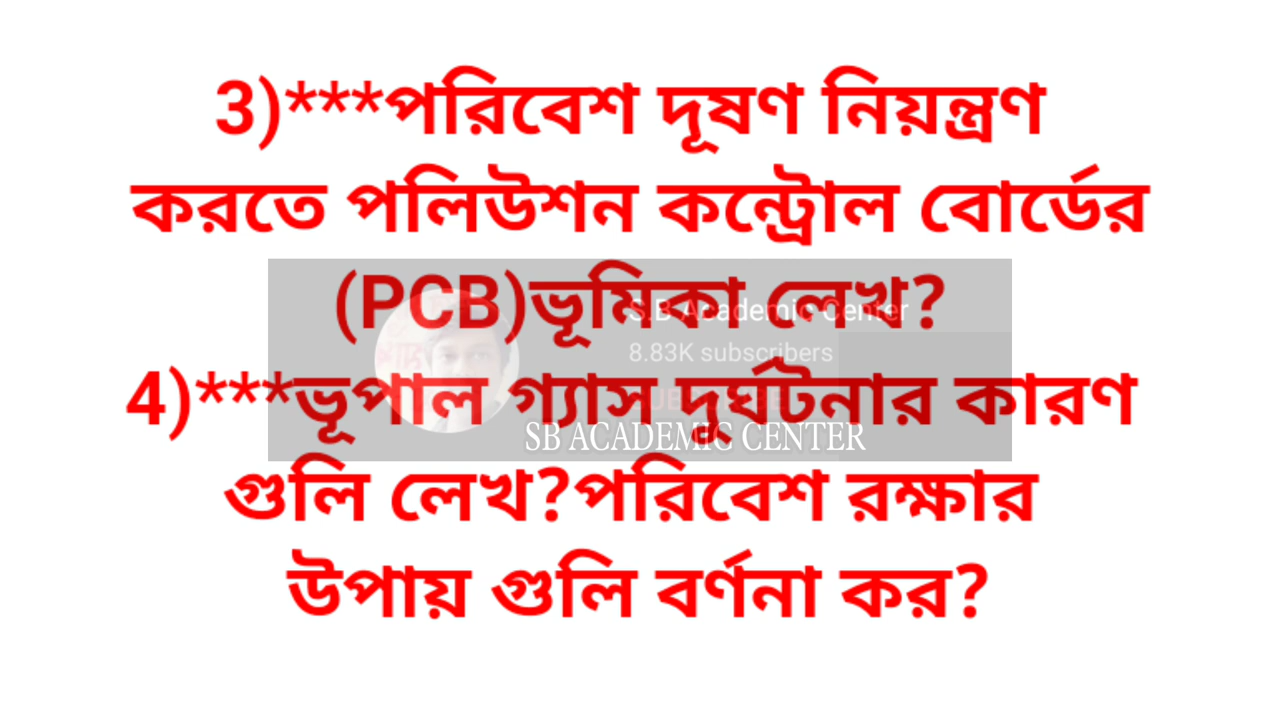 3)***পরিবেশ দূষণ নিয়ন্ত্রণ
করতে পলিউশন কন্ট্রোল বোর্ডের
(PCB)ভূমিকা লেখ?
S.B Academic Center
8.83K subscribers
4)***ভূপাল গ্যাস দুর্ঘটনার কারণ
SB ACADEMIC CENTER
গুলি লেখ?পরিবেশ রক্ষার
উপায় গুলি বর্ণনা কর?